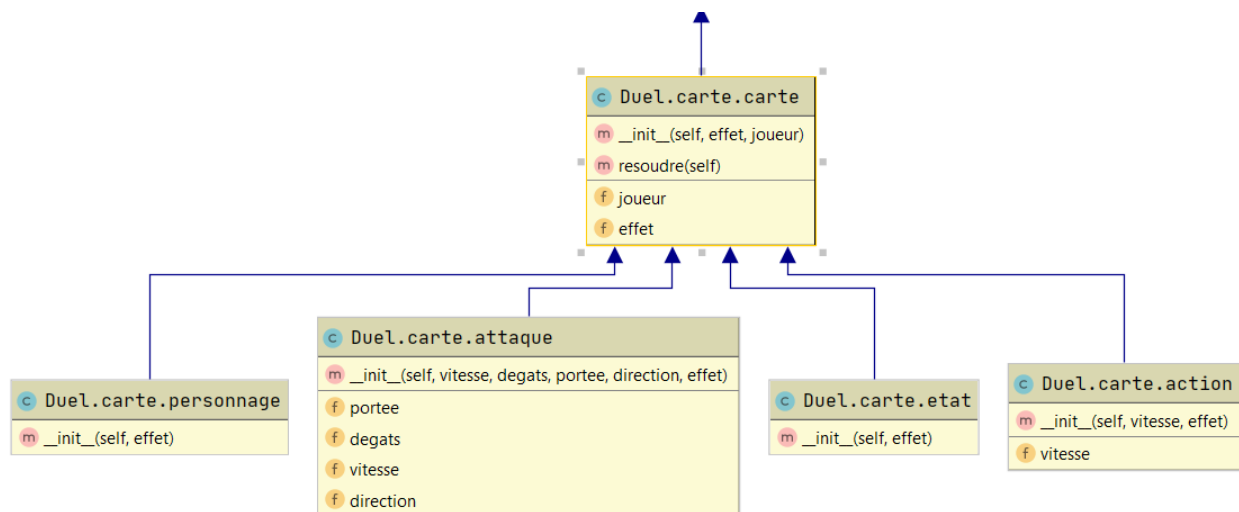 C Duel.carte.carte
m __init__(self, effet, joueur)
m resoudre(self)
f joueur
f effet
C Duel.carte.personnage
m __init__(self, effet)
C Duel.carte.attaque
m __init__(self, vitesse, degats, portee, direction, effet)
f portee
f degats
f vitesse
f direction
C Duel.carte.etat
m __init__(self, effet)
C Duel.carte.action
m __init__(self, vitesse, effet)
f vitesse